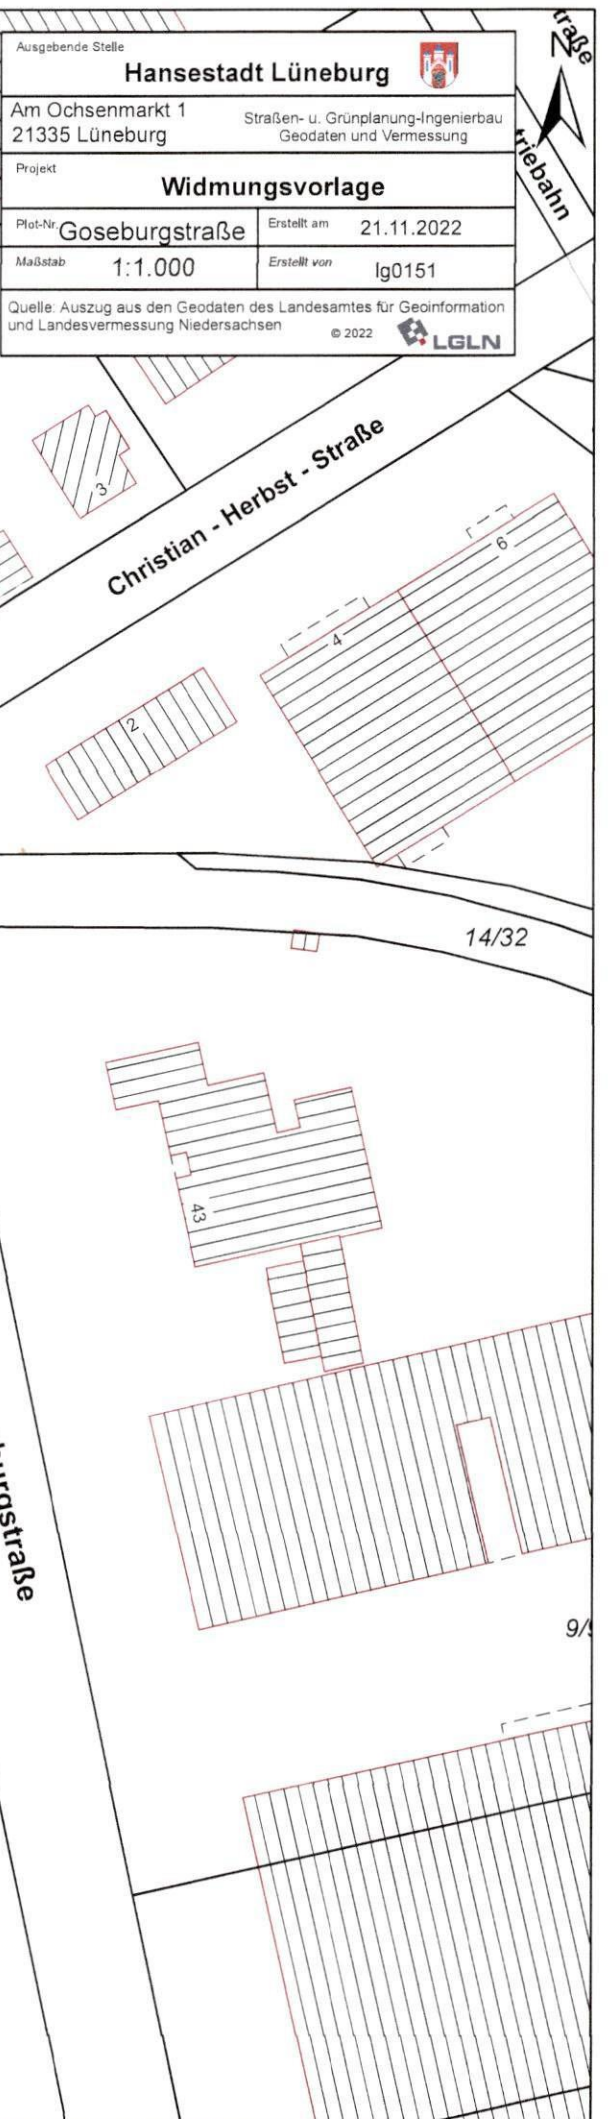 Ausgebende Stelle
Hansestadt Lüneburg
Am Ochsenmarkt 1
21335 Lüneburg
Straßen- u. Grünplanung-Ingenierbau
Geodaten und Vermessung
Projekt
Widmungsvorlage
Plot-Nr. Goseburgstraße
Erstellt am 21.11.2022
Maßstab 1:1.000
Erstellt von lg0151
Quelle: Auszug aus den Geodaten des Landesamtes für Geoinformation
und Landesvermessung Niedersachsen
© 2022 LGLN
traße
N
triebahn
3
Christian - Herbst - Straße
6
4
2
14/32
43
burgstraße